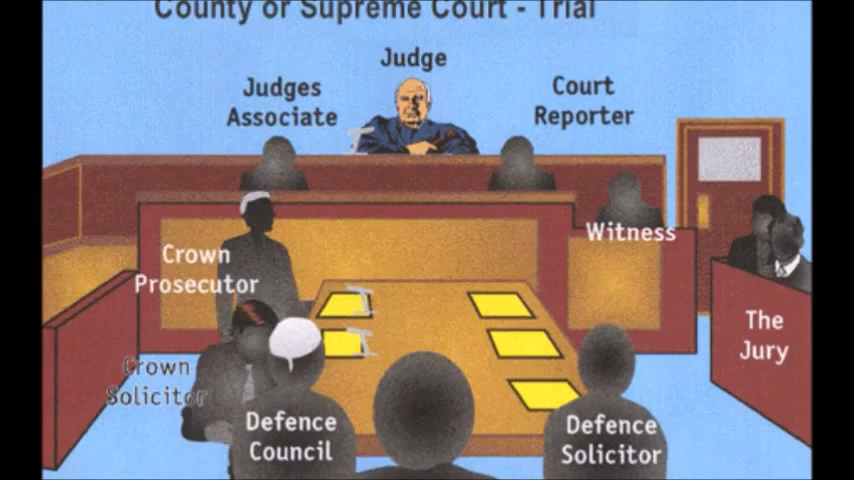 County or Supreme Court - Trial
Judge
Judges
Associate
Court
Reporter
Witness
Crown
Prosecutor
The
Jury
Crown
Solicitor
Defence
Council
Defence
Solicitor